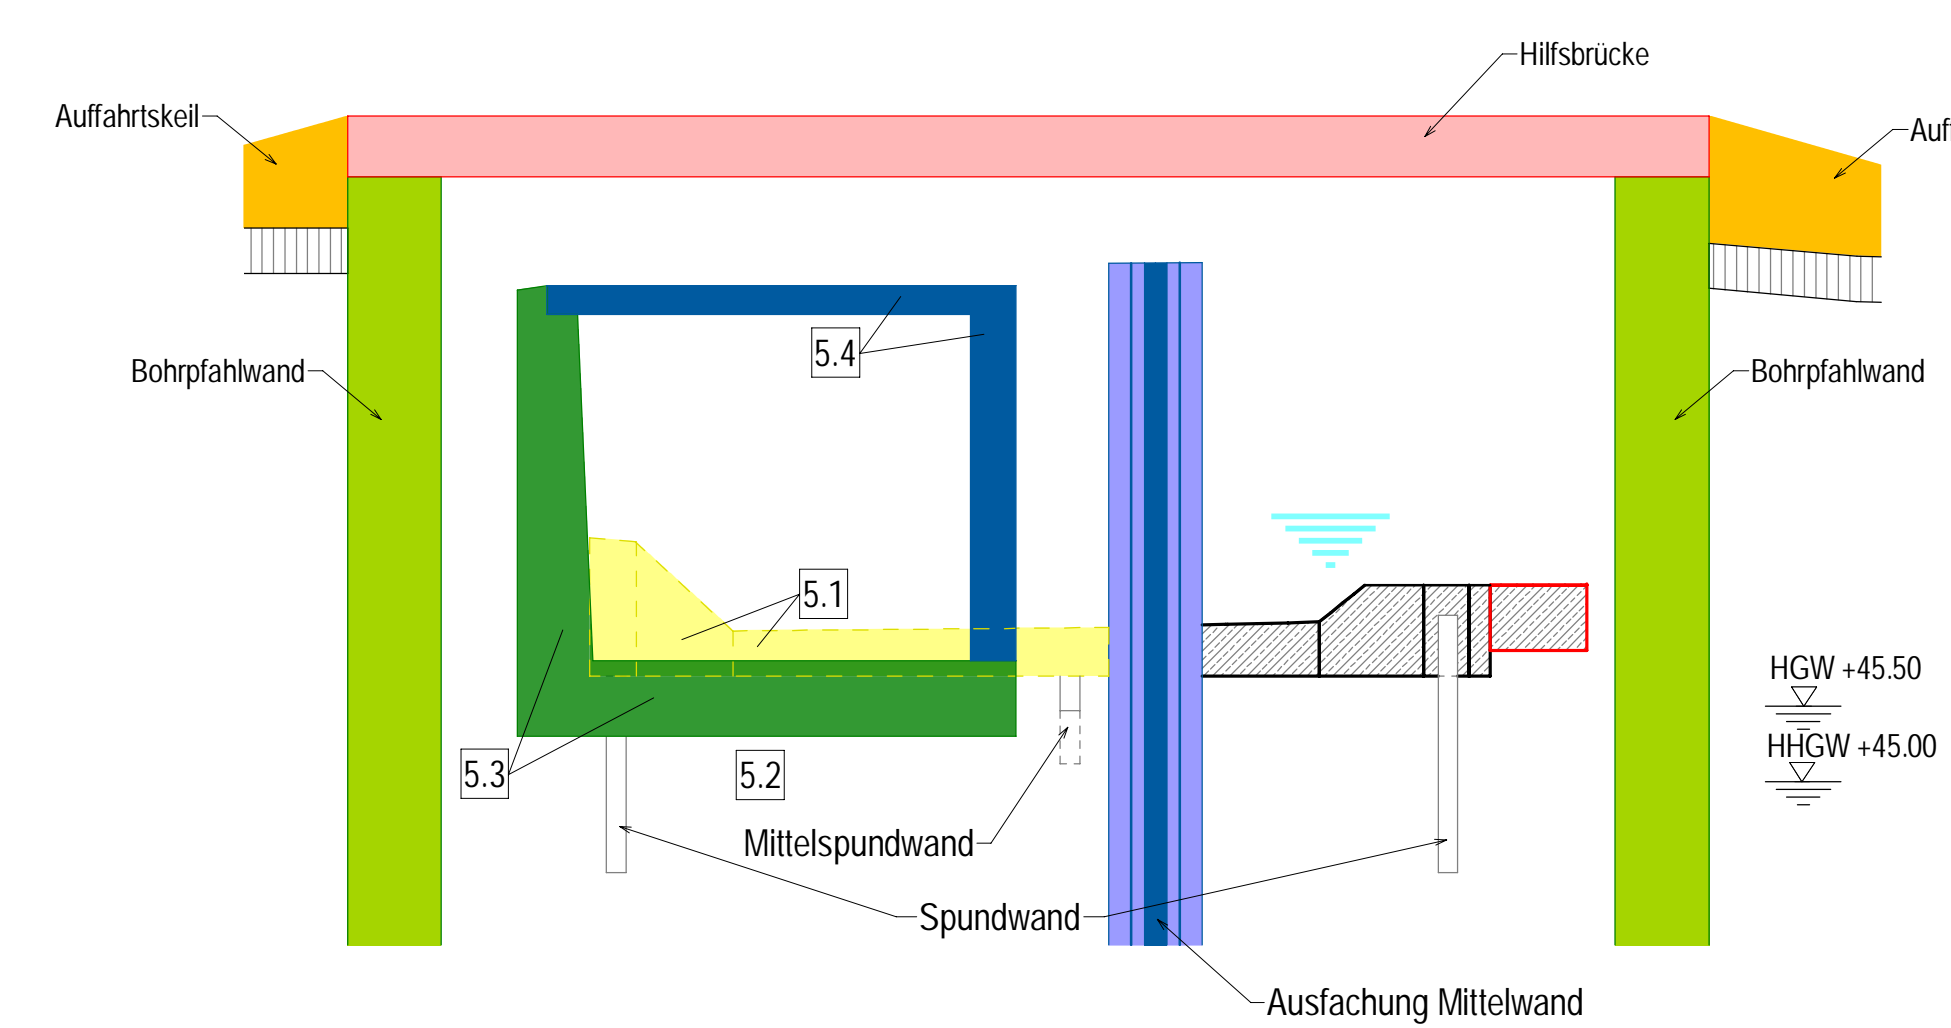 Hilfsbrücke
Auffahrtskeil
Auf
Bohrpfahlwand
5.4
Bohrpfahlwand
5.1
HGW +45.50
HHGW +45.00
5.3
5.2
Mittelspundwand
Spundwand
Ausfachung Mittelwand